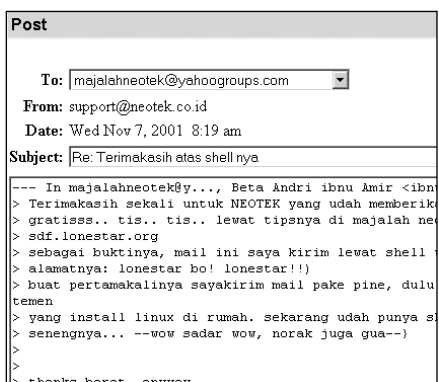 Post
To: majalahneotek@yahoogroups.com
From: support@neotek.co.id
Date: Wed Nov 7, 2001 8:19 am
Subject: Re: Terimakasih atas shell nya
--- In majalahneotek@y..., Beta Andri ibnu Amir <ibn
> Terimakasih sekali untuk NEOTEK yang udah memberik
> gratisss.. tis.. tis.. lewat tipsnya di majalah ne
> sdf.lonestar.org
> sebagai buktinya, mail ini saya kirim lewat shell
> alamatnya: lonestar bo! lonestar!!)
> buat pertamakalinya sayakirim mail pake pine, dulu
temen
> yang install linux di rumah. sekarang udah punya s
> senengnya... --wow sadar wow, norak juga gua--)
>
>